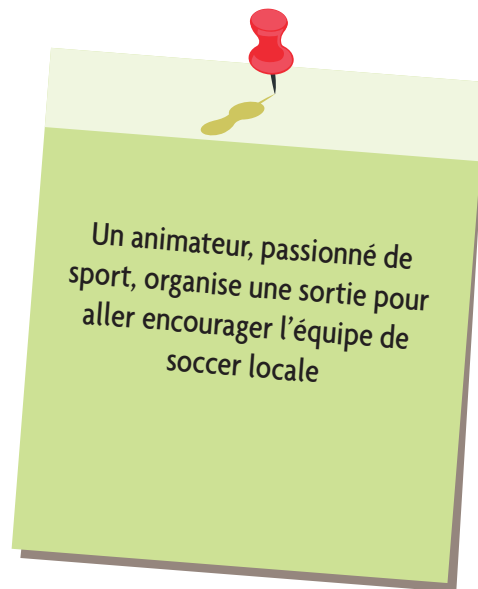 Un animateur, passionné de
sport, organise une sortie pour
aller encourager l’équipe de
soccer locale